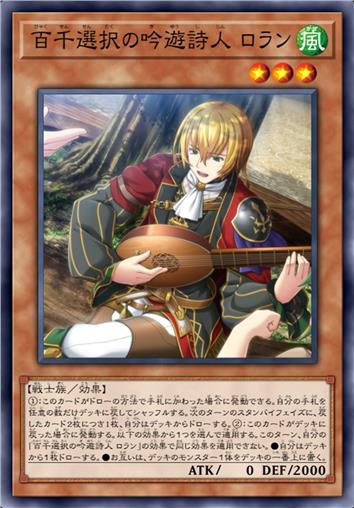 百千選択の吟遊詩人 ロラン
風
【戦士族／効果】
①：このカードがドローの方法で手札に加わった場合に発動できる。自分の手札を
任意の数だけデッキに戻してシャッフルする。次のターンのスタンバイフェイズに、戻
したカード2枚につき1枚、自分はデッキからドローする。②：このカードがデッキに
戻った場合に発動する。以下の効果から1つを選んで適用する。このターン、自分の
「百千選択の吟遊詩人 ロラン」の効果で同じ効果を適用できない。●自分はデッキ
から1枚ドローする。●お互いは、デッキのモンスター1体をデッキの一番上に置く。
ATK/ 0 DEF/2000